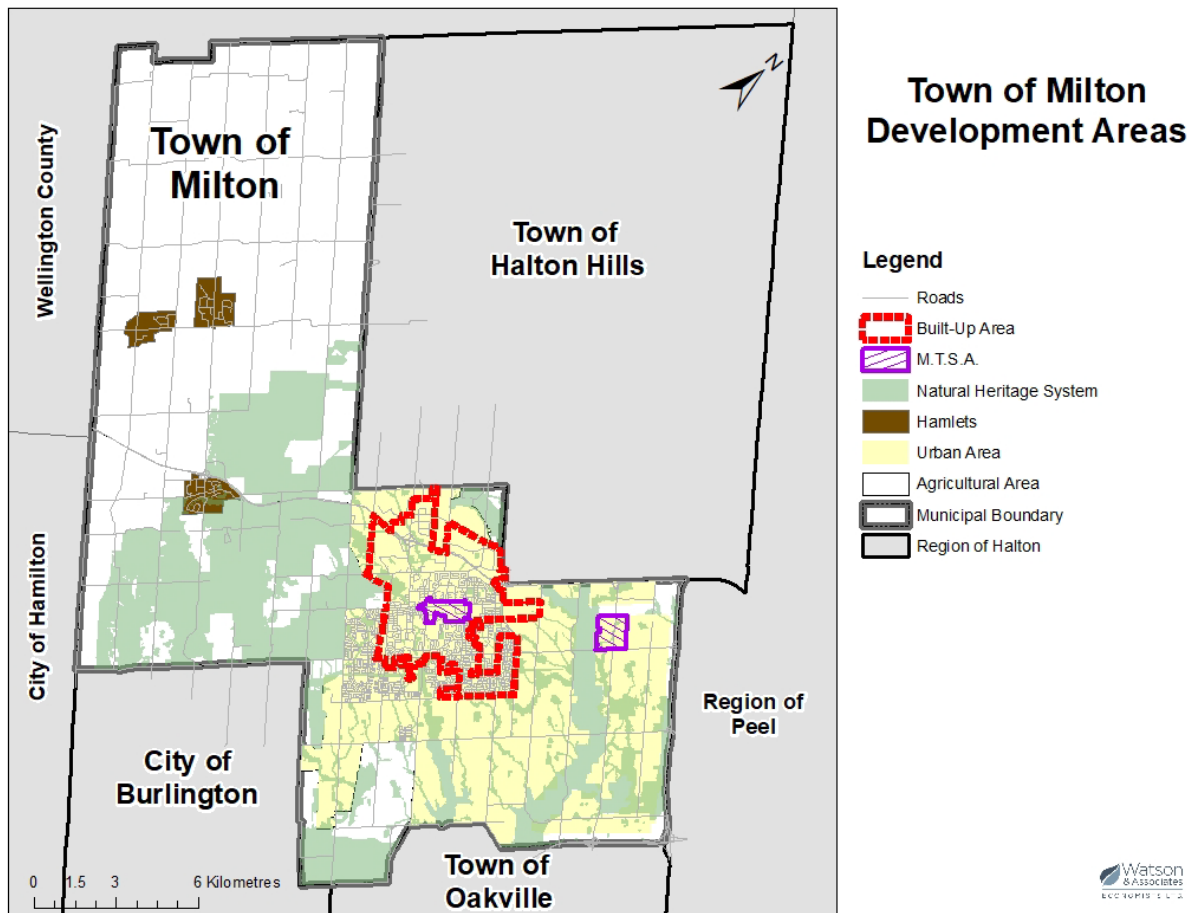 Town of Milton
Development Areas
N
Town of
Milton
Wellington County
Town of
Halton Hills
Legend
Roads
Built-Up Area
M.T.S.A.
Natural Heritage System
Hamlets
Urban Area
Agricultural Area
Municipal Boundary
Region of Halton
City of Hamilton
Region of
Peel
City of
Burlington
Town of
Oakville
0 1.5 3 6 Kilometres
Watson
& Associates
ECONOMISTS LTD.